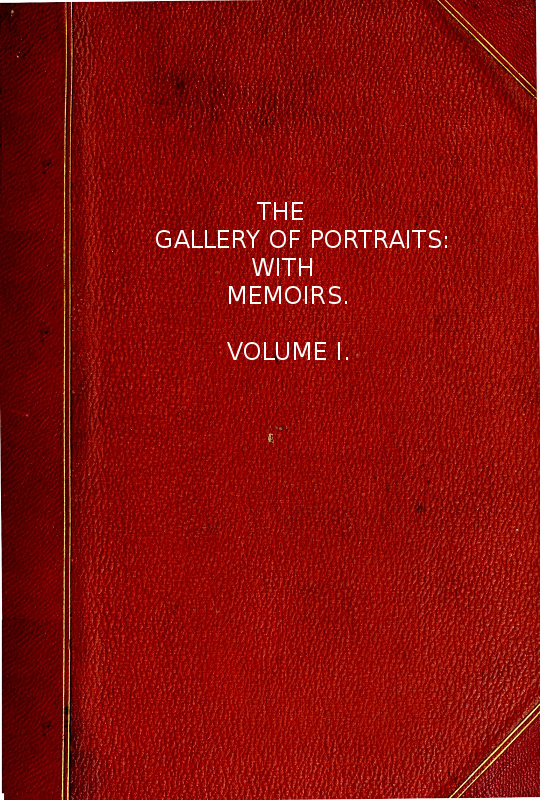 THE
GALLERY OF PORTRAITS:
WITH
MEMOIRS.
VOLUME I.